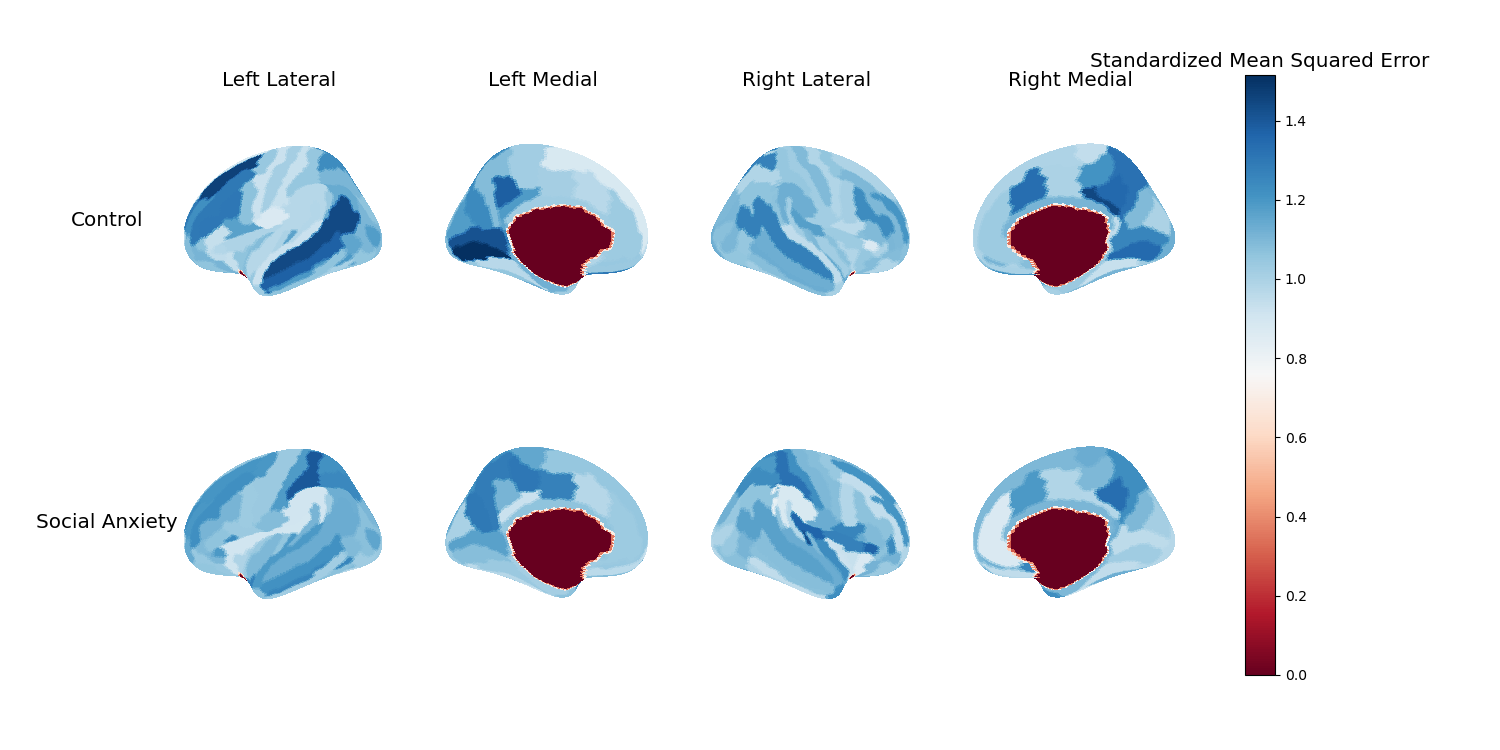 Standardized Mean Squared Error
Left Lateral
Left Medial
Right Lateral
Right Medial
Control
Social Anxiety
1.4
1.2
1.0
0.8
0.6
0.4
0.2
0.0